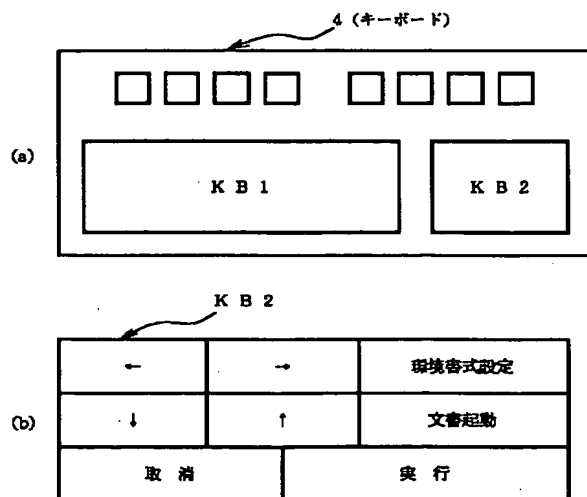 4 (キーボード)
(a)
KB1
KB2
KB2
(b)
← → 環境書式設定
↓ ↑ 文書起動
取消 実行